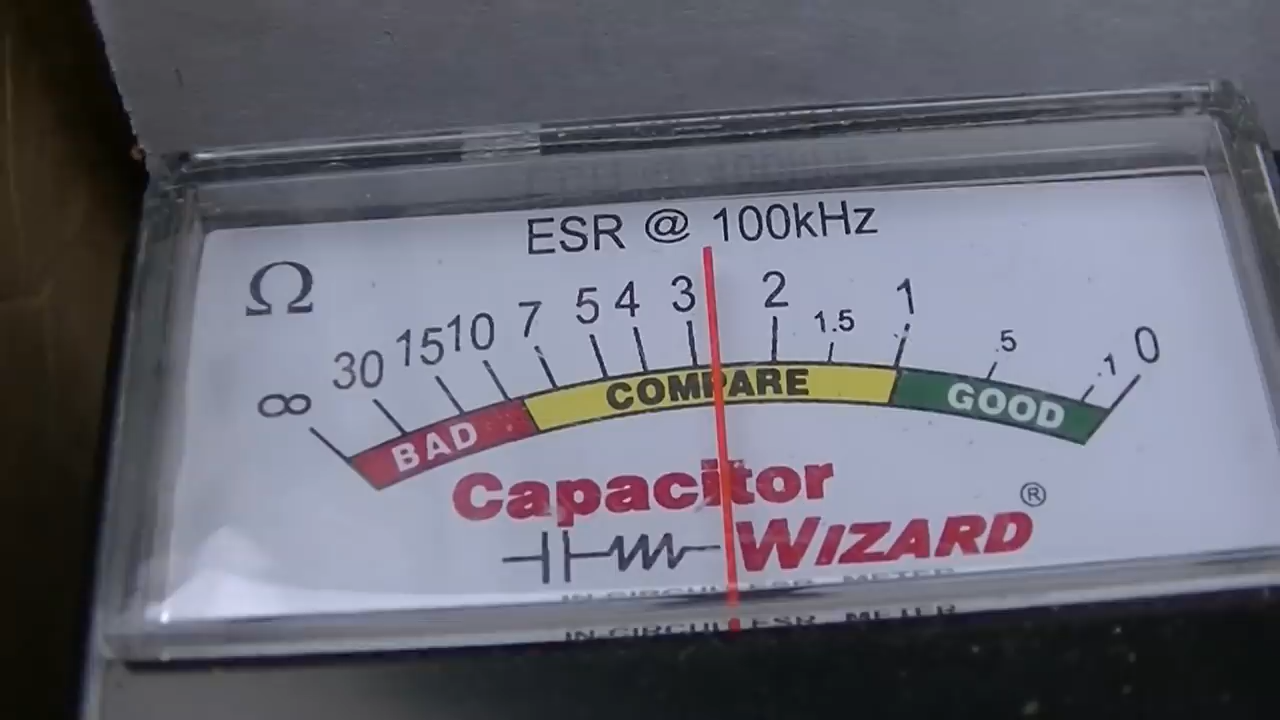 ESR @ 100kHz
Ω
∞ 30 15 10 7 5 4 3 2 1.5 1 .5 .1 0
BAD COMPARE GOOD
Capacitor
WIZARD®